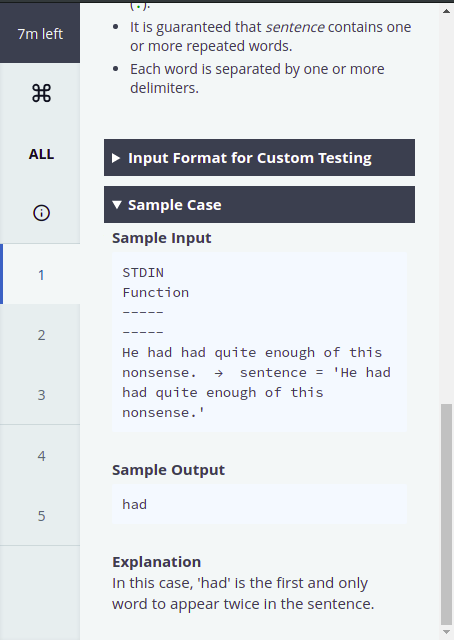 7m left
ALL
1
2
3
4
5
(.).
• It is guaranteed that sentence contains one
or more repeated words.
• Each word is separated by one or more
delimiters.
▶ Input Format for Custom Testing
▼ Sample Case
Sample Input
STDIN
Function
-----
-----
He had had quite enough of this
nonsense.  →  sentence = 'He had
had quite enough of this
nonsense.'
Sample Output
had
Explanation
In this case, 'had' is the first and only
word to appear twice in the sentence.